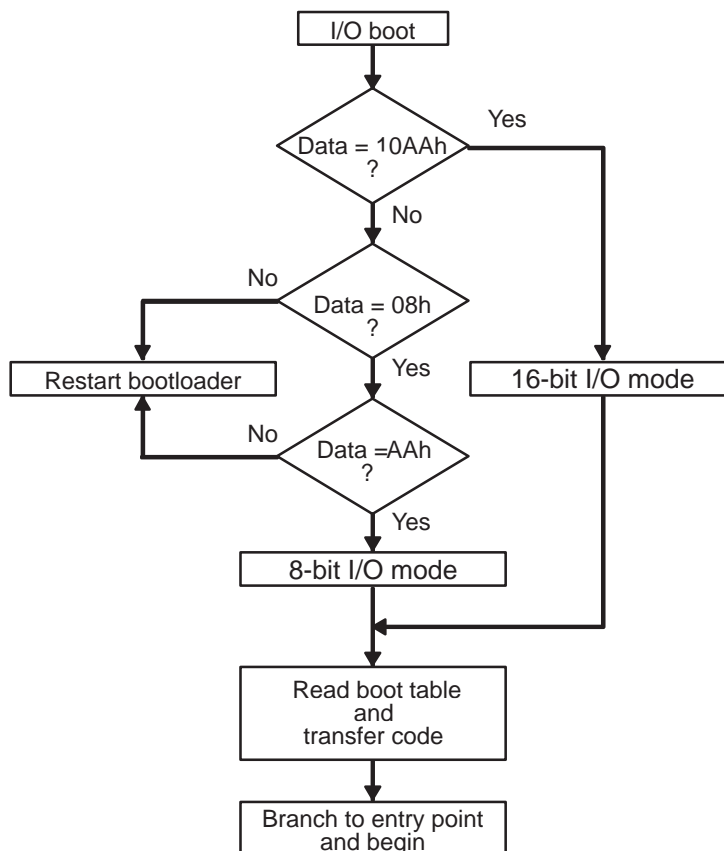 I/O boot
Data = 10AAh
?
Yes
No
Data = 08h
?
No
Yes
Restart bootloader
16-bit I/O mode
Data =AAh
?
No
Yes
8-bit I/O mode
Read boot table
and
transfer code
Branch to entry point
and begin